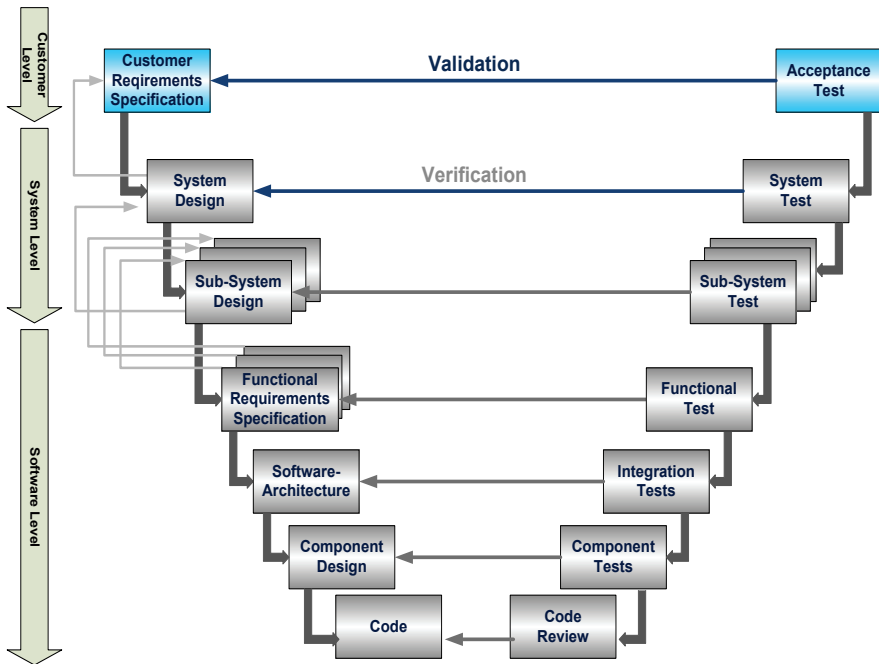 Customer
Level
Customer
Reqirements
Specification
Validation
Acceptance
Test
System Level
System
Design
Verification
System
Test
Sub-System
Design
Sub-System
Test
Software Level
Functional
Requirements
Specification
Functional
Test
Software-
Architecture
Integration
Tests
Component
Design
Component
Tests
Code
Code
Review